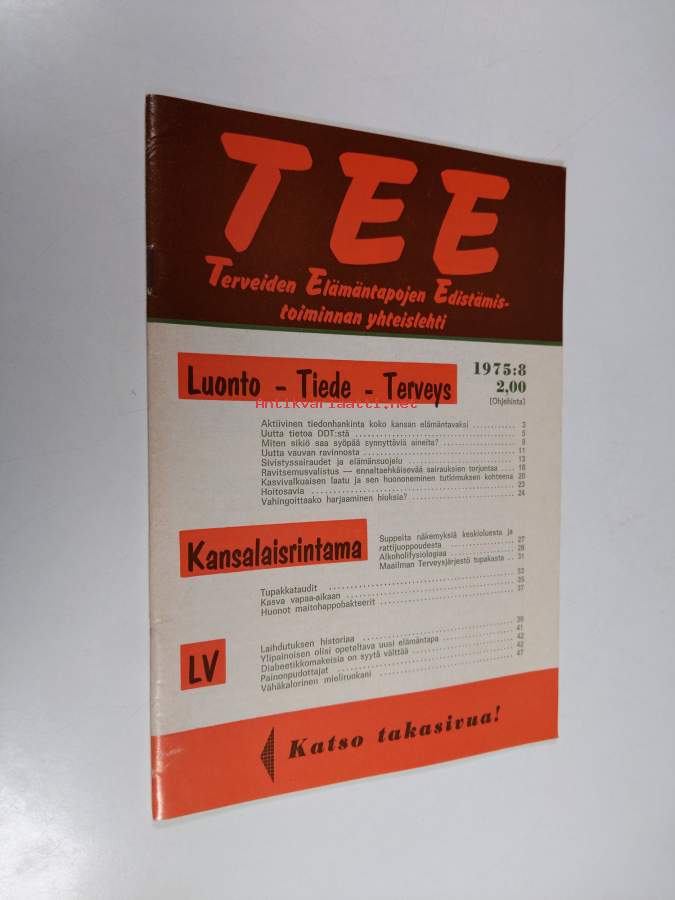 TEE
Terveiden Elämäntapojen Edistämis-
toiminnan yhteislehti
Luonto - Tiede - Terveys
1975:8
2,00
[Ohjehinta]
Antikvariaatti.net
Aktiivinen tiedonhankinta koko kansan elämäntavaksi ............ 3
Uutta tietoa DDT:stä ............ 5
Miten sikiö saa syöpää synnyttäviä aineita? ............ 9
Uutta vauvan ravinnosta ............ 11
Sivistyssairaudet ja elämänsuojelu ............ 13
Ravitsemusvalistus — ennaltaehkäisevää sairauksien torjuntaa .... 16
Kasvivalkuaisen laatu ja sen huononeminen tutkimuksen kohteena 20
Hoitosavia ............ 23
Vahingoittaako harjaaminen hiuksia? ............ 24
Kansalaisrintama
Suppeita näkemyksiä keskioluesta ja
rattijuoppoudesta ............ 27
Alkoholifysiologiaa ............ 28
Maailman Terveysjärjestö tupakasta .. 31
Tupakkataudit ............ 33
Kasva vapaa-aikaan ............ 35
Huonot maitohappobakteerit ............ 37
LV
Laihdutuksen historiaa ............ 39
Ylipainoisen olisi opeteltava uusi elämäntapa ............ 41
Diabeetikkomakeisia on syytä välttää ............ 42
Painonpudottajat ............ 42
Vähäkalorinen mieliruokani ............ 47
Katso takasivua!